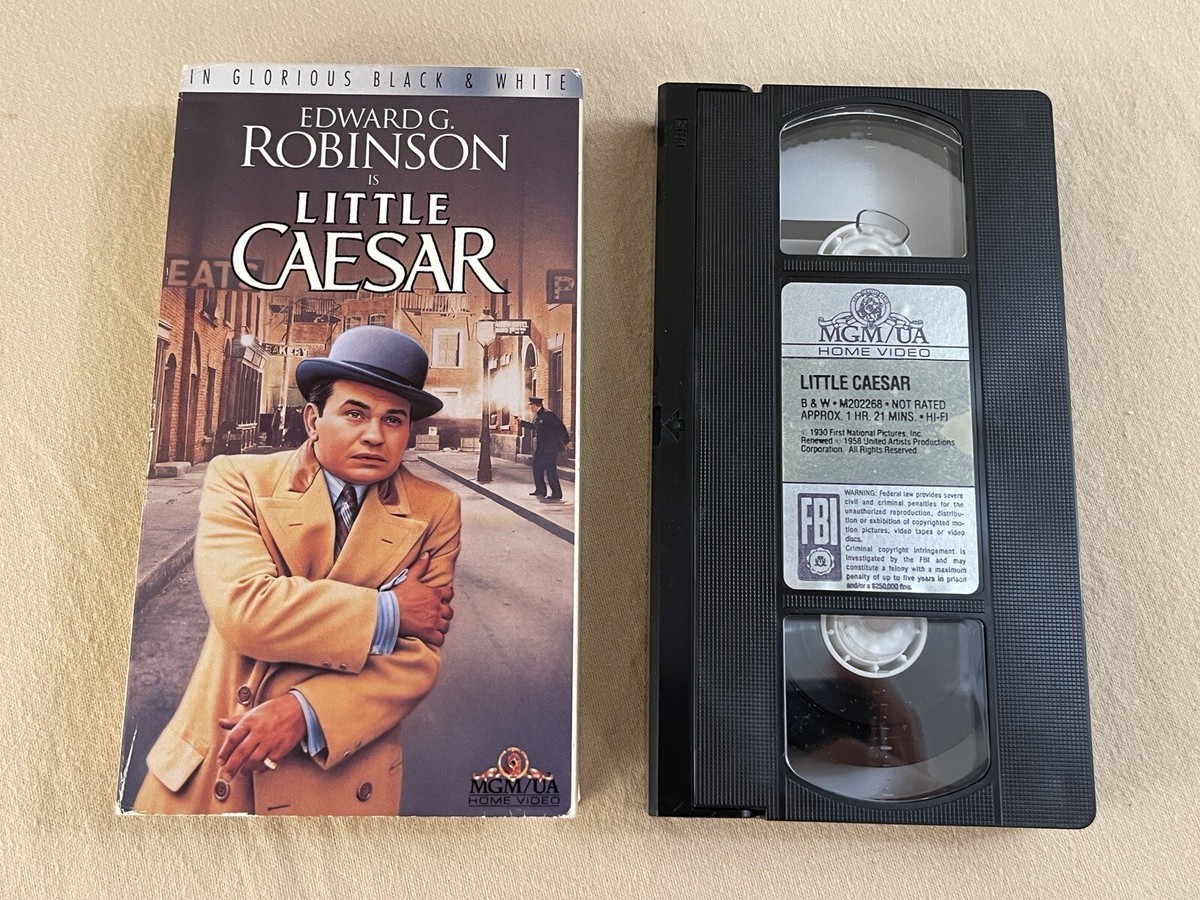 IN GLORIOUS BLACK & WHITE
EDWARD G.
ROBINSON
IS
LITTLE
CAESAR
EAT
P
BAKERY
MGM/UA
HOME VIDEO
MGM/UA
HOME VIDEO
LITTLE CAESAR
B & W • M202268 • NOT RATED
APPROX. 1 HR. 21 MINS. • HI-FI
© 1930 First National Pictures, Inc.
Renewed © 1958 United Artists Productions
Corporation. All Rights Reserved.
FBI
WARNING: Federal law provides severe
civil and criminal penalties for the
unauthorized reproduction, distribu-
tion or exhibition of copyrighted mo-
tion pictures, video tapes or video
discs.
Criminal copyright infringement is
investigated by the FBI and may
constitute a felony with a maximum
penalty of up to five years in prison
and/or a $250,000 fine.